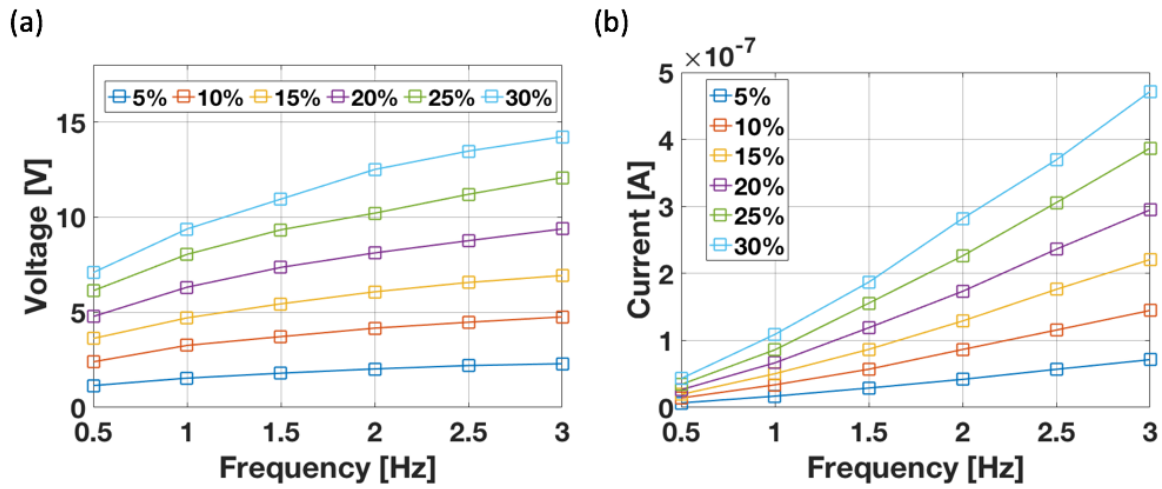 (a)
5% 10% 15% 20% 25% 30%
15
10
5
0
0.5 1 1.5 2 2.5 3
Voltage [V]
Frequency [Hz]
(b)
×10⁻⁷
5
4
3
2
1
0
5%
10%
15%
20%
25%
30%
0.5 1 1.5 2 2.5 3
Current [A]
Frequency [Hz]